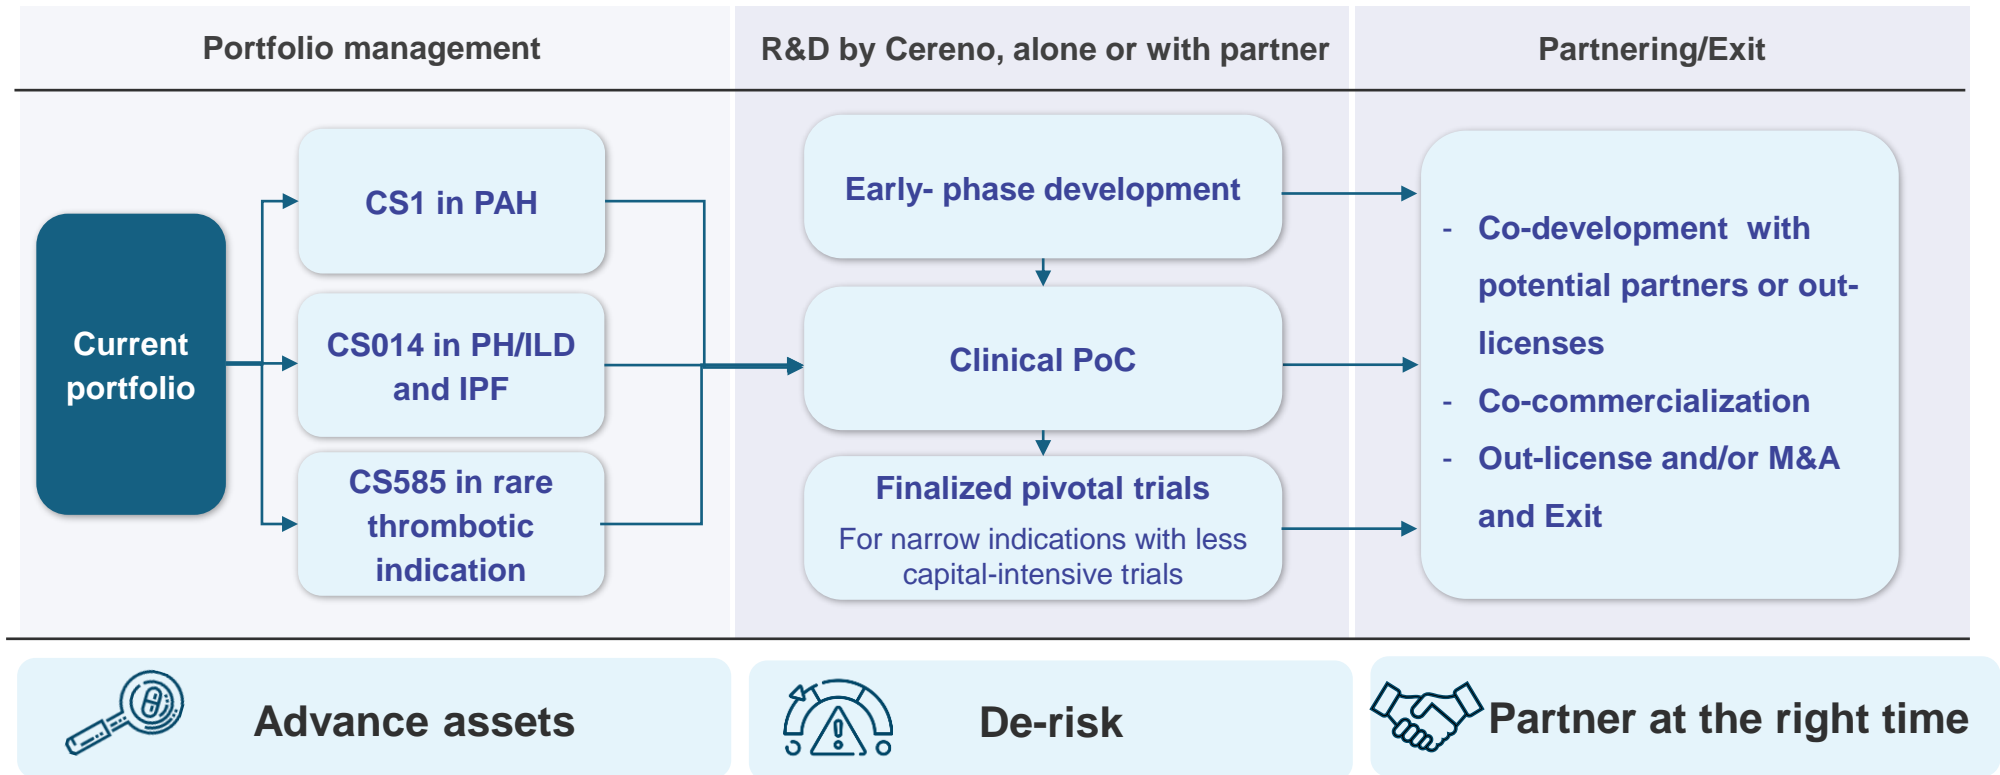 Portfolio management
R&D by Cereno, alone or with partner
Partnering/Exit
Current
portfolio
CS1 in PAH
CS014 in PH/ILD
and IPF
CS585 in rare
thrombotic
indication
Early- phase development
Clinical PoC
Finalized pivotal trials
For narrow indications with less
capital-intensive trials
- Co-development with
potential partners or out-
licenses
- Co-commercialization
- Out-license and/or M&A
and Exit
Advance assets
De-risk
Partner at the right time